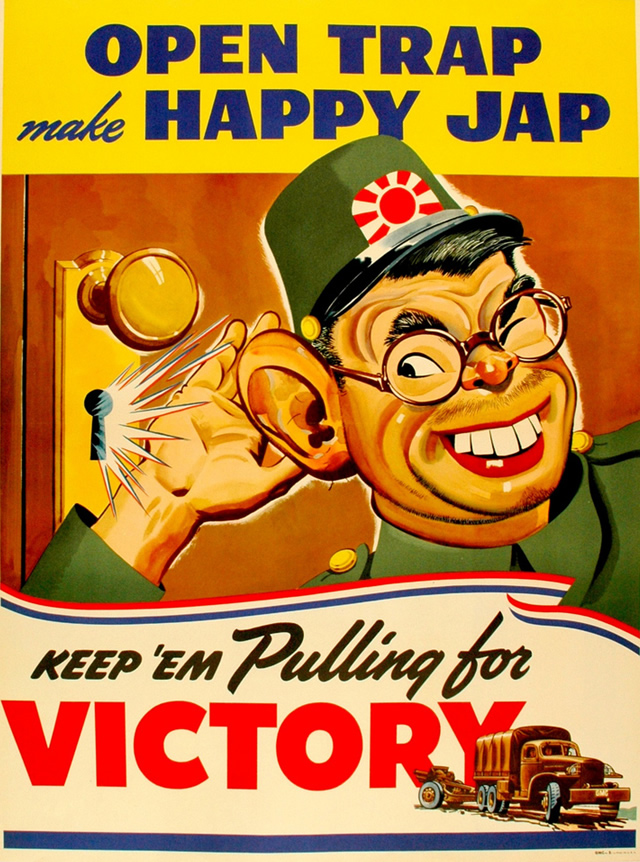 OPEN TRAP
make HAPPY JAP
KEEP 'EM Pulling for
VICTORY